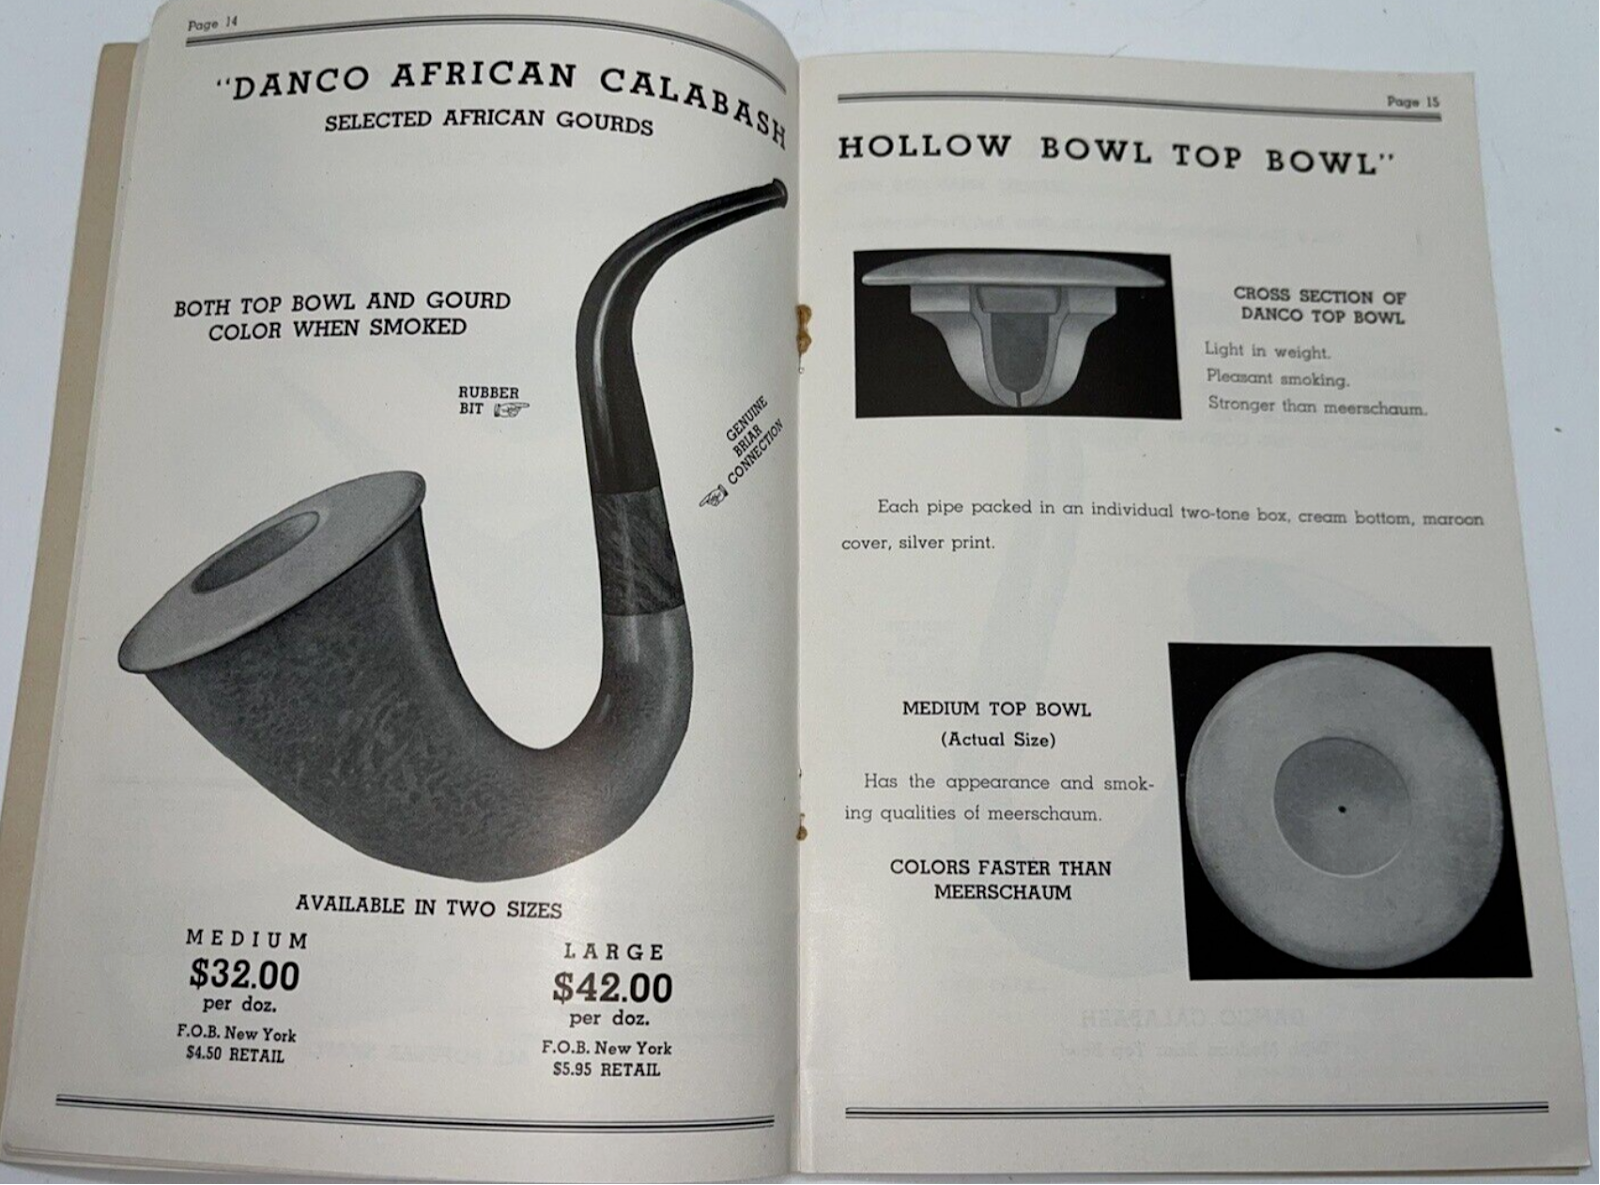 Page 14
"DANCO AFRICAN CALABASH
SELECTED AFRICAN GOURDS
BOTH TOP BOWL AND GOURD
COLOR WHEN SMOKED
RUBBER
BIT
GENUINE
BRIAR
CONNECTION
AVAILABLE IN TWO SIZES
MEDIUM
$32.00
per doz.
F.O.B. New York
$4.50 RETAIL
LARGE
$42.00
per doz.
F.O.B. New York
$5.95 RETAIL
Page 15
HOLLOW BOWL TOP BOWL"
CROSS SECTION OF
DANCO TOP BOWL
Light in weight.
Pleasant smoking.
Stronger than meerschaum.
Each pipe packed in an individual two-tone box, cream bottom, maroon
cover, silver print.
MEDIUM TOP BOWL
(Actual Size)
Has the appearance and smok-
ing qualities of meerschaum.
COLORS FASTER THAN
MEERSCHAUM